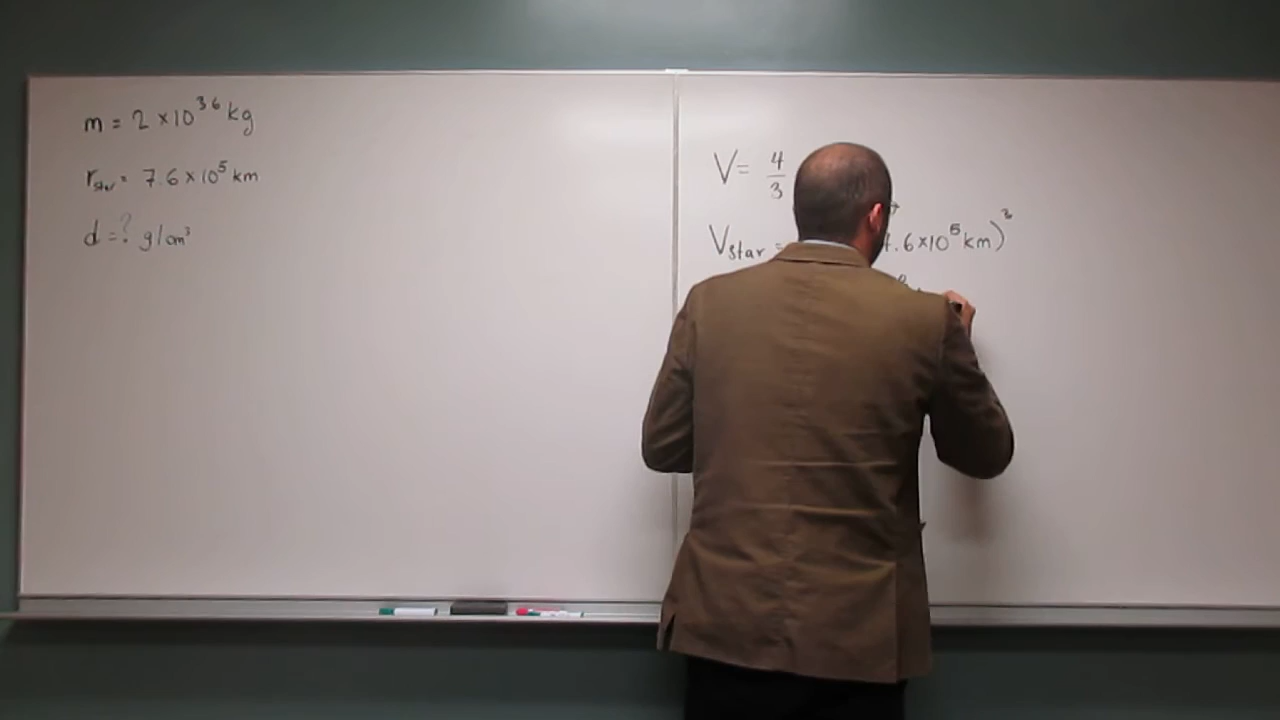 m = 2 × 10³⁶ kg
r_star = 7.6 × 10⁵ km
d = ? g/cm³
V = 4/3
V_star = 7.6×10⁵ km)³